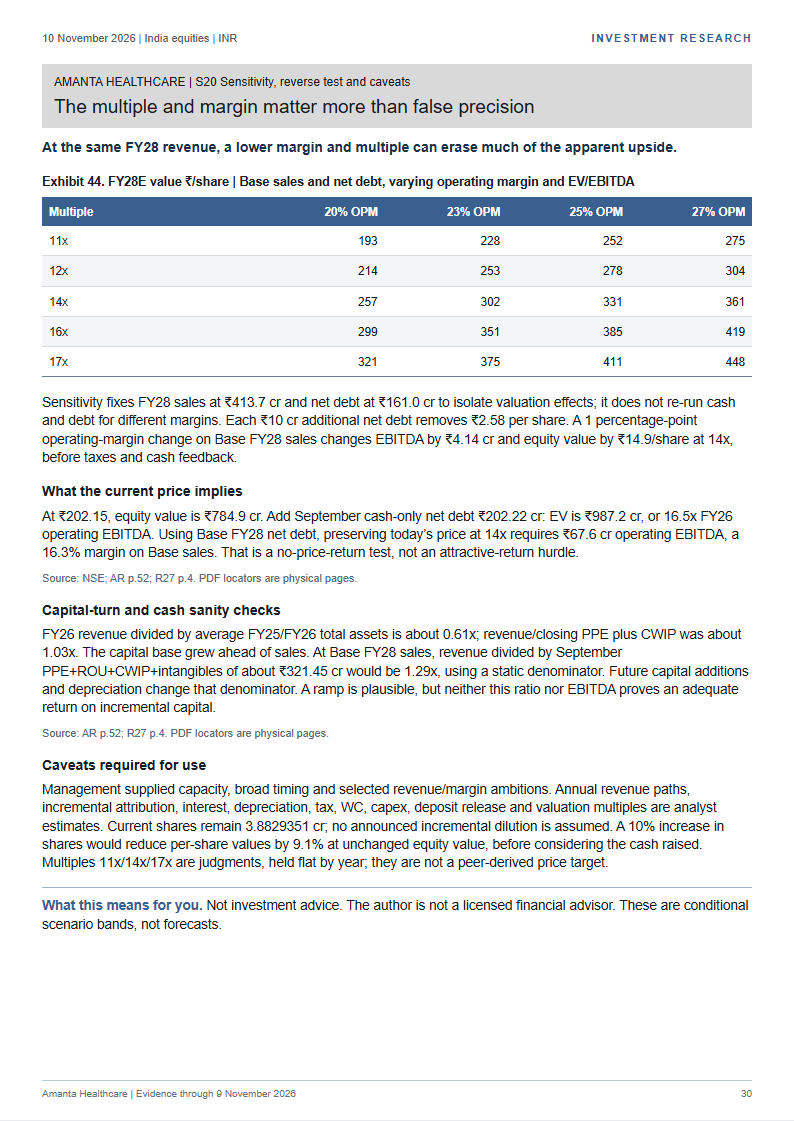 10 November 2026 | India equities | INR
INVESTMENT RESEARCH
AMANTA HEALTHCARE | S20 Sensitivity, reverse test and caveats
The multiple and margin matter more than false precision
At the same FY28 revenue, a lower margin and multiple can erase much of the apparent upside.
Exhibit 44. FY28E value ₹/share | Base sales and net debt, varying operating margin and EV/EBITDA
Multiple 20% OPM 23% OPM 25% OPM 27% OPM
11x 193 228 252 275
12x 214 253 278 304
14x 257 302 331 361
16x 299 351 385 419
17x 321 375 411 448
Sensitivity fixes FY28 sales at ₹413.7 cr and net debt at ₹161.0 cr to isolate valuation effects; it does not re-run cash
and debt for different margins. Each ₹10 cr additional net debt removes ₹2.58 per share. A 1 percentage-point
operating-margin change on Base FY28 sales changes EBITDA by ₹4.14 cr and equity value by ₹14.9/share at 14x,
before taxes and cash feedback.
What the current price implies
At ₹202.15, equity value is ₹784.9 cr. Add September cash-only net debt ₹202.22 cr: EV is ₹987.2 cr, or 16.5x FY26
operating EBITDA. Using Base FY28 net debt, preserving today's price at 14x requires ₹67.6 cr operating EBITDA, a
16.3% margin on Base sales. That is a no-price-return test, not an attractive-return hurdle.
Source: NSE; AR p.52; R27 p.4. PDF locators are physical pages.
Capital-turn and cash sanity checks
FY26 revenue divided by average FY25/FY26 total assets is about 0.61x; revenue/closing PPE plus CWIP was about
1.03x. The capital base grew ahead of sales. At Base FY28 sales, revenue divided by September
PPE+ROU+CWIP+intangibles of about ₹321.45 cr would be 1.29x, using a static denominator. Future capital additions
and depreciation change that denominator. A ramp is plausible, but neither this ratio nor EBITDA proves an adequate
return on incremental capital.
Source: AR p.52; R27 p.4. PDF locators are physical pages.
Caveats required for use
Management supplied capacity, broad timing and selected revenue/margin ambitions. Annual revenue paths,
incremental attribution, interest, depreciation, tax, WC, capex, deposit release and valuation multiples are analyst
estimates. Current shares remain 3.8829351 cr; no announced incremental dilution is assumed. A 10% increase in
shares would reduce per-share values by 9.1% at unchanged equity value, before considering the cash raised.
Multiples 11x/14x/17x are judgments, held flat by year; they are not a peer-derived price target.
What this means for you. Not investment advice. The author is not a licensed financial advisor. These are conditional
scenario bands, not forecasts.
Amanta Healthcare | Evidence through 9 November 2026
30